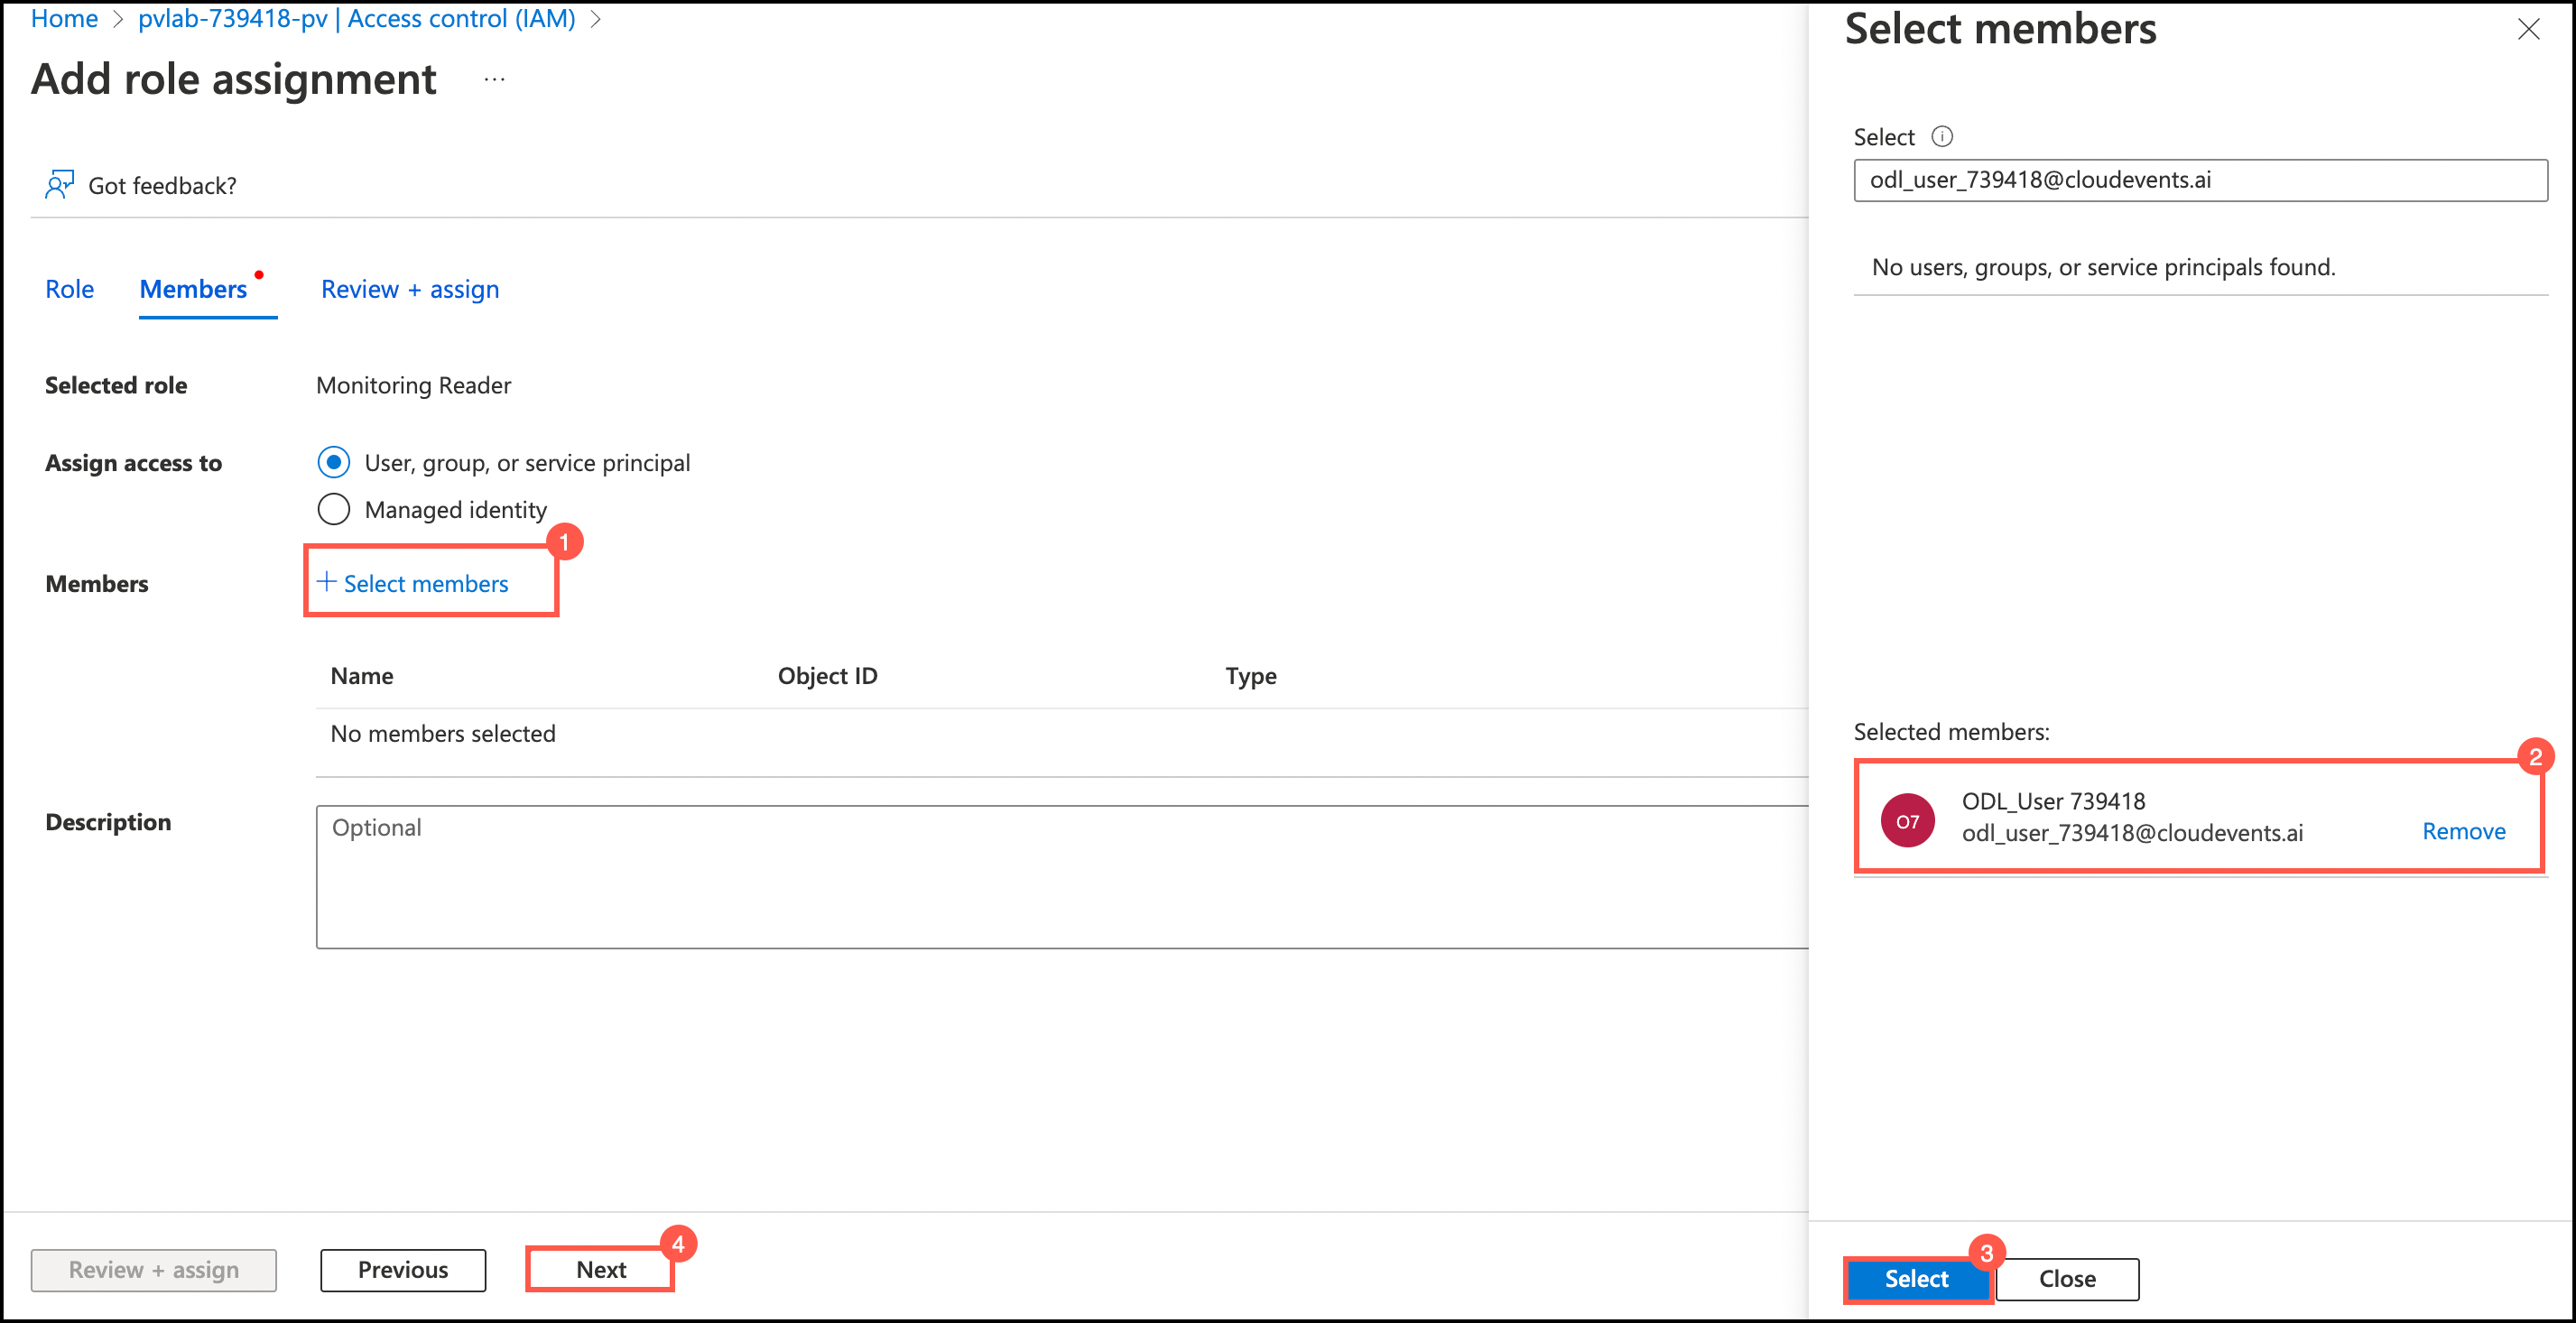 Home > pvlab-739418-pv | Access control (IAM) >
Add role assignment ...
Got feedback?
Role Members Review + assign
Selected role Monitoring Reader
Assign access to User, group, or service principal
Managed identity
1
Members + Select members
Name Object ID Type
No members selected
Description Optional
Review + assign Previous Next 4
Select members
Select
odl_user_739418@cloudevents.ai
No users, groups, or service principals found.
Selected members:
2
O7 ODL_User 739418
odl_user_739418@cloudevents.ai Remove
3
Select Close